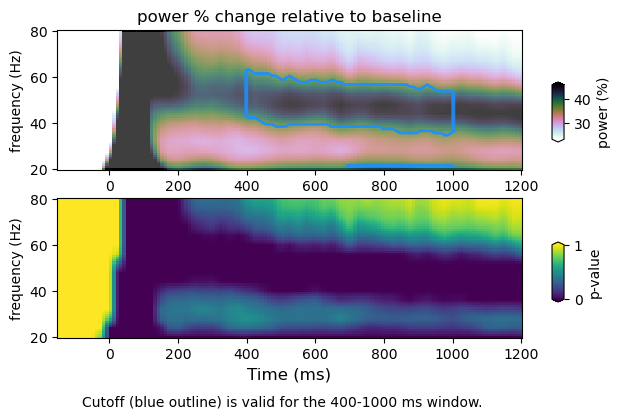 power % change relative to baseline
80
60
40
20
frequency (Hz)
0 200 400 600 800 1000 1200
40
30
power (%)
80
60
40
20
frequency (Hz)
0 200 400 600 800 1000 1200
Time (ms)
1
0
p-value
Cutoff (blue outline) is valid for the 400-1000 ms window.